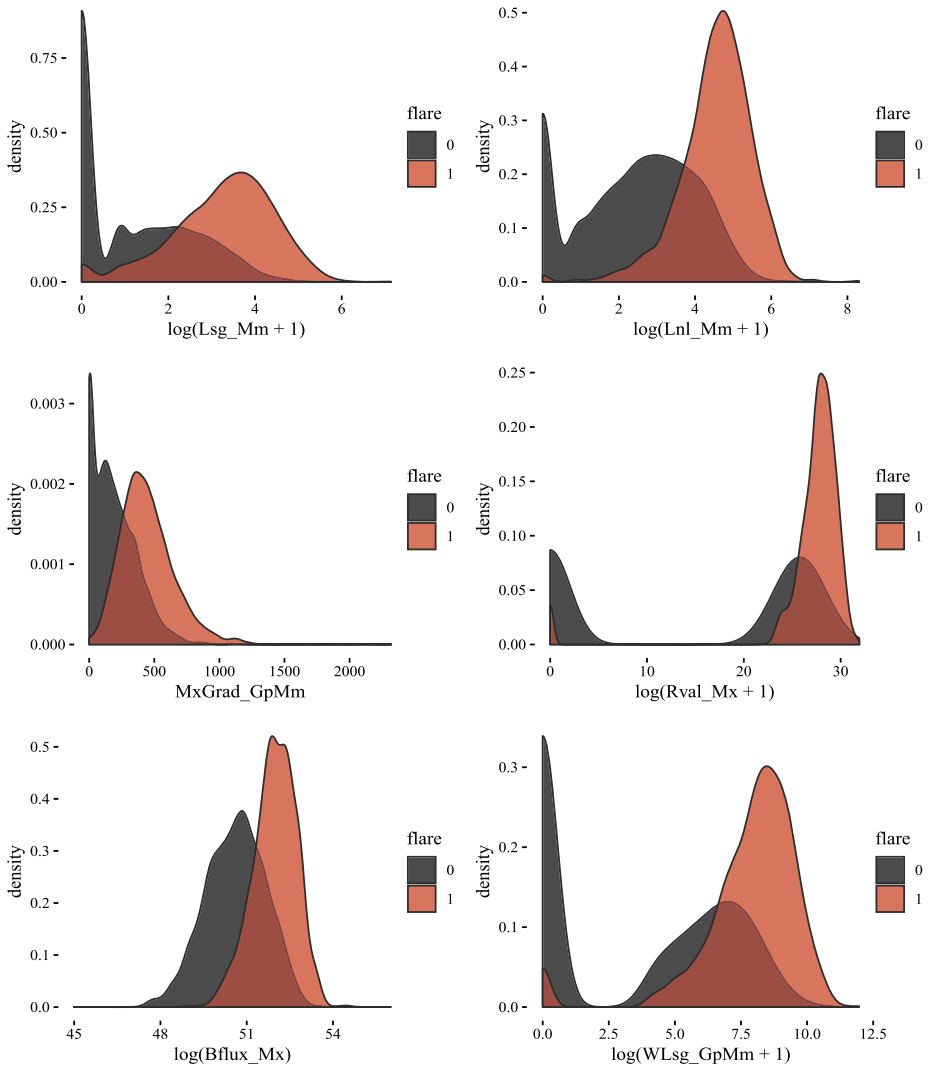 density
0.75
0.50
0.25
0.00
0 2 4 6
log(Lsg_Mm + 1)
flare
0
1
density
0.5
0.4
0.3
0.2
0.1
0.0
0 2 4 6 8
log(Lnl_Mm + 1)
flare
0
1
density
0.003
0.002
0.001
0.000
0 500 1000 1500 2000
MxGrad_GpMm
flare
0
1
density
0.25
0.20
0.15
0.10
0.05
0.00
0 10 20 30
log(Rval_Mx + 1)
flare
0
1
density
0.5
0.4
0.3
0.2
0.1
0.0
45 48 51 54
log(Bflux_Mx)
flare
0
1
density
0.3
0.2
0.1
0.0
0.0 2.5 5.0 7.5 10.0 12.5
log(WLsg_GpMm + 1)
flare
0
1